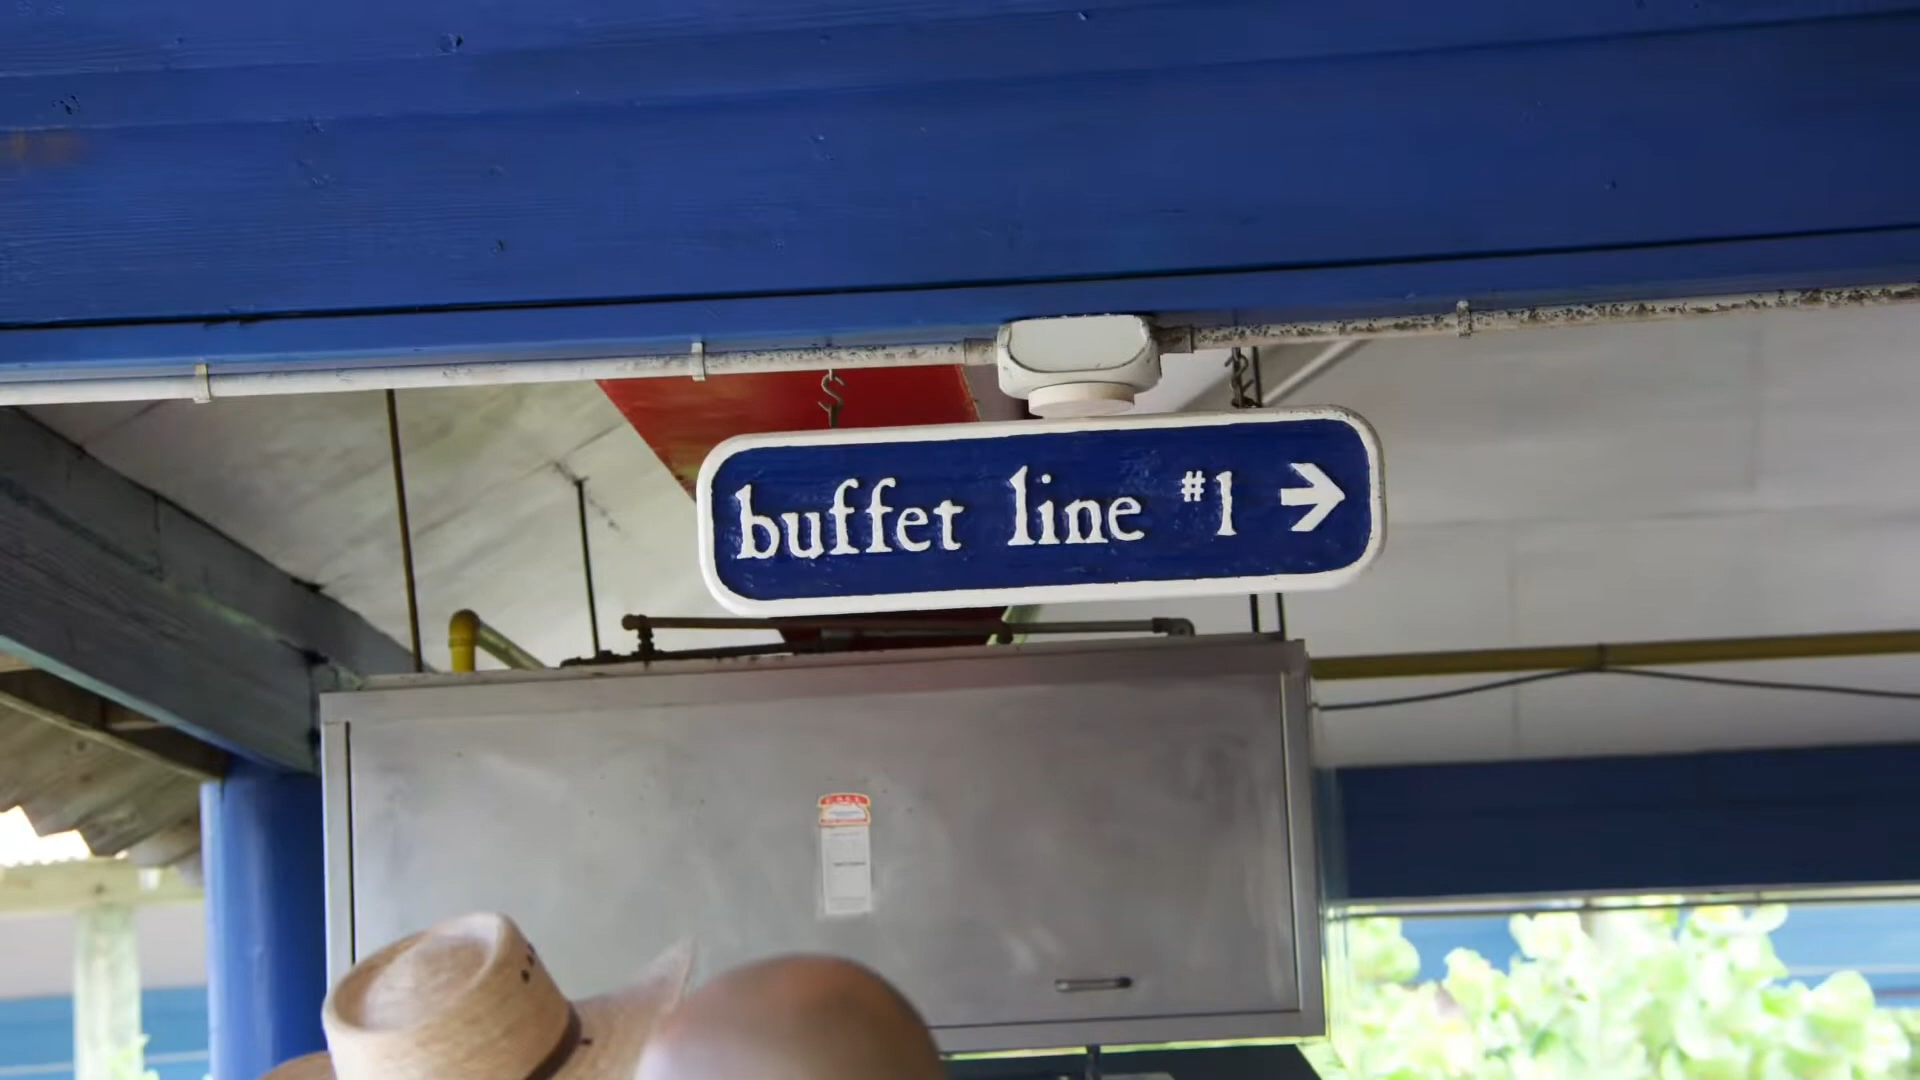 buffet line #1 →